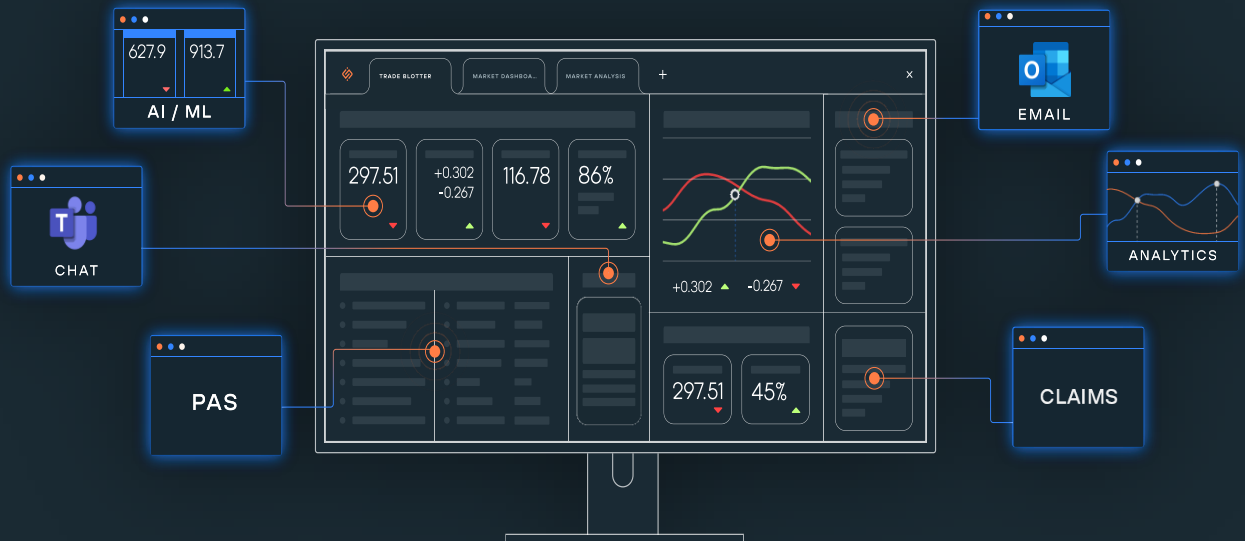 627.9 913.7
AI / ML
CHAT
PAS
TRADE BLOTTER
MARKET DASHBOA...
MARKET ANALYSIS
+
x
297.51
+0.302
-0.267
116.78
86%
+0.302
-0.267
297.51
45%
O
EMAIL
ANALYTICS
CLAIMS
T